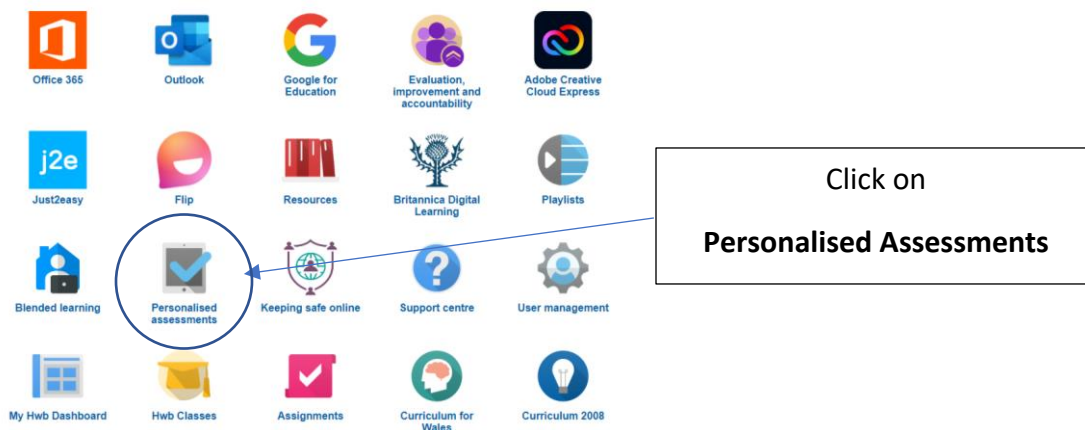 Office 365
Outlook
Google for
Education
Evaluation,
improvement and
accountability
Adobe Creative
Cloud Express
j2e
Just2easy
Flip
Resources
Britannica Digital
Learning
Playlists
Click on
Personalised Assessments
Blended learning
Personalised
assessments
Keeping safe online
Support centre
User management
My Hwb Dashboard
Hwb Classes
Assignments
Curriculum for
Wales
Curriculum 2008